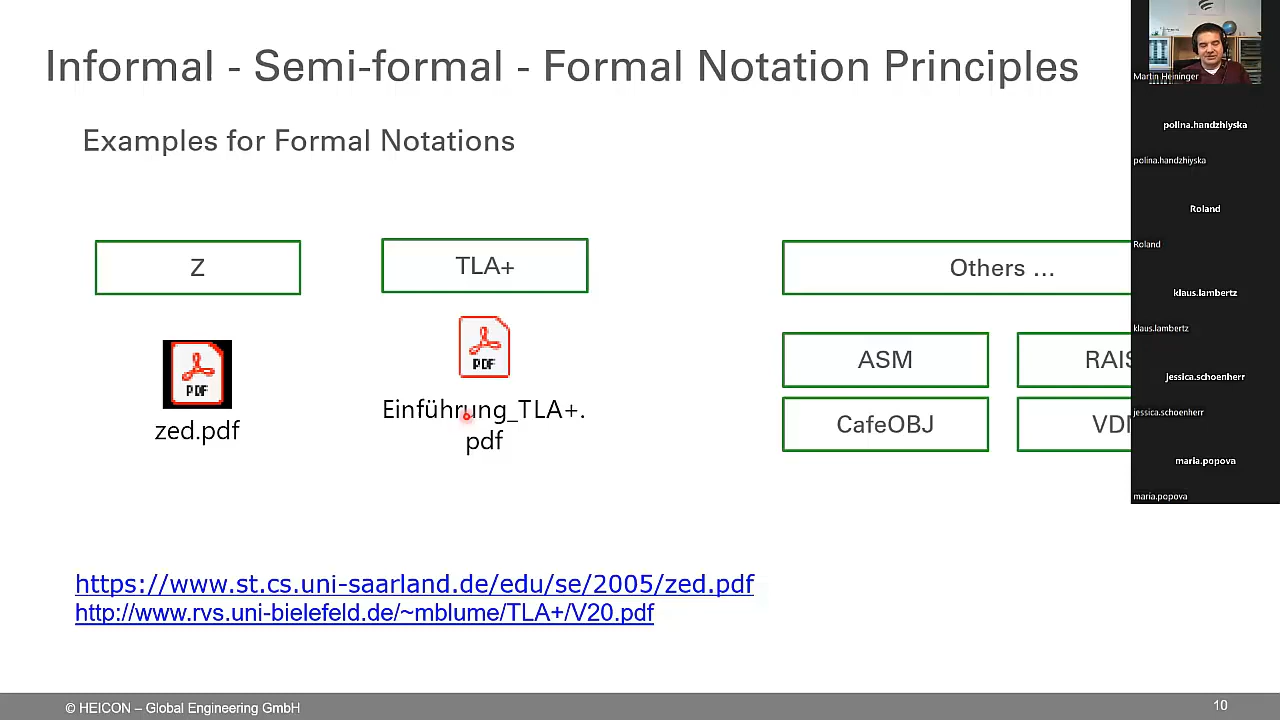 Informal - Semi-formal - Formal Notation Principles
Examples for Formal Notations
Z
TLA+
Others ...
PDF
zed.pdf
PDF
Einführung_TLA+.
pdf
ASM
RAIS
CafeOBJ
VD
https://www.st.cs.uni-saarland.de/edu/se/2005/zed.pdf
http://www.rvs.uni-bielefeld.de/~mblume/TLA+/V20.pdf
© HEICON – Global Engineering GmbH
10
Martin Heininger
polina.handzhiyska
polina.handzhiyska
Roland
Roland
klaus.lambertz
klaus.lambertz
jessica.schoenherr
jessica.schoenherr
maria.popova
maria.popova